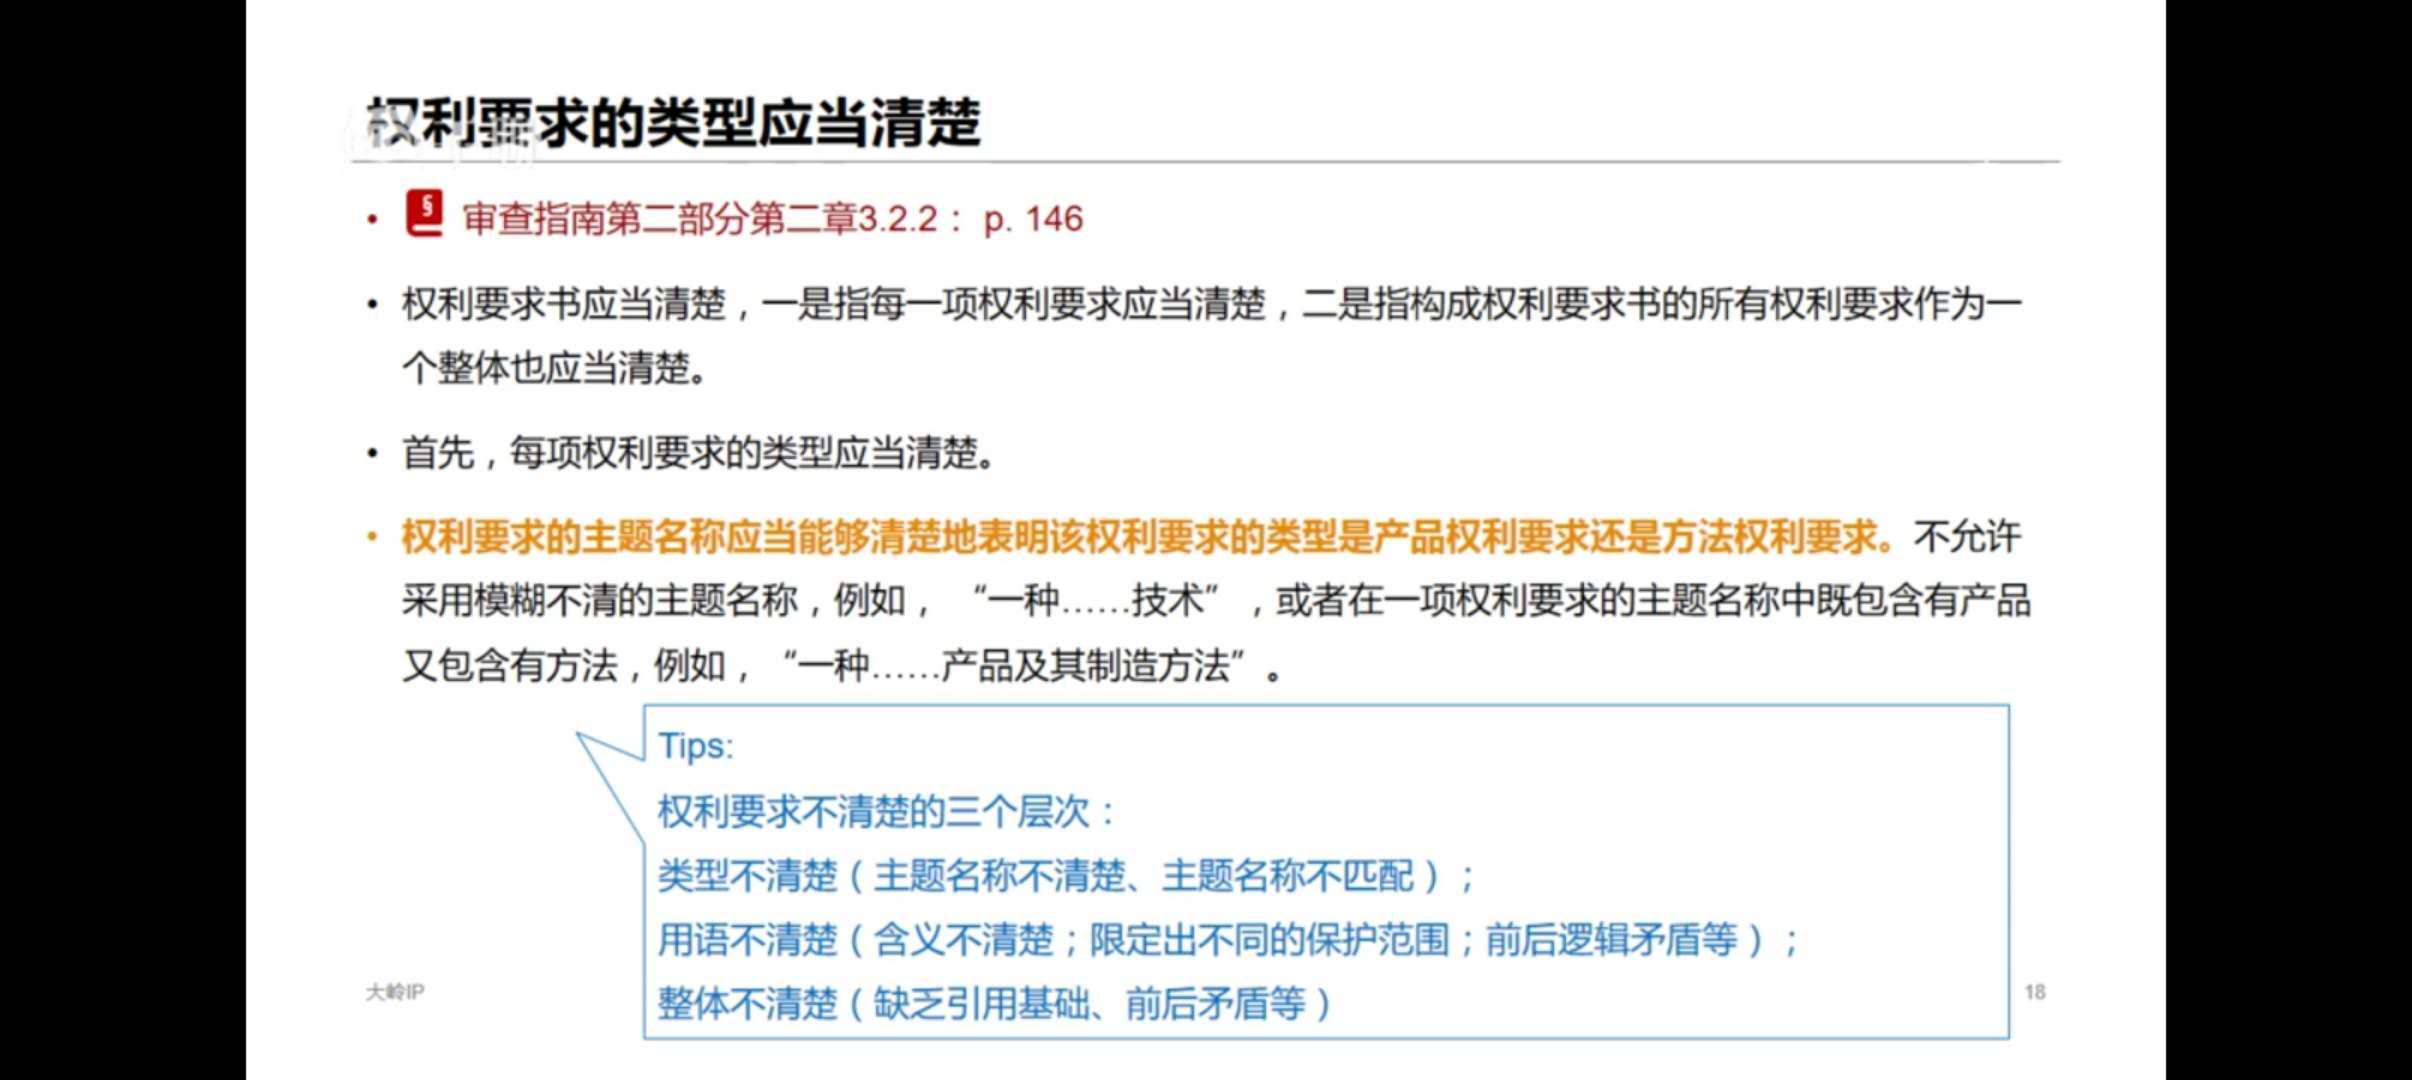 权利要求的类型应当清楚
• § 审查指南第二部分第二章3.2.2： p. 146
• 权利要求书应当清楚，一是指每一项权利要求应当清楚，二是指构成权利要求书的所有权利要求作为一
个整体也应当清楚。
• 首先，每项权利要求的类型应当清楚。
• 权利要求的主题名称应当能够清楚地表明该权利要求的类型是产品权利要求还是方法权利要求。不允许
采用模糊不清的主题名称，例如，“一种……技术”，或者在一项权利要求的主题名称中既包含有产品
又包含有方法，例如，“一种……产品及其制造方法”。
Tips:
权利要求不清楚的三个层次：
类型不清楚（主题名称不清楚、主题名称不匹配）；
用语不清楚（含义不清楚；限定出不同的保护范围；前后逻辑矛盾等）；
整体不清楚（缺乏引用基础、前后矛盾等）
大岭IP
18